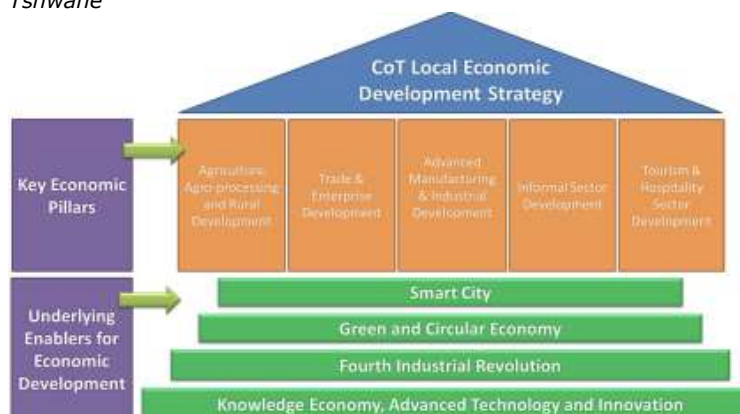 Tshwane
CoT Local Economic
Development Strategy
Key Economic
Pillars
Agriculture,
Agro-processing
and Rural
Development
Trade &
Enterprise
Development
Advanced
Manufacturing
& Industrial
Development
Informal Sector
Development
Tourism &
Hospitality
Sector
Development
Underlying
Enablers for
Economic
Development
Smart City
Green and Circular Economy
Fourth Industrial Revolution
Knowledge Economy, Advanced Technology and Innovation